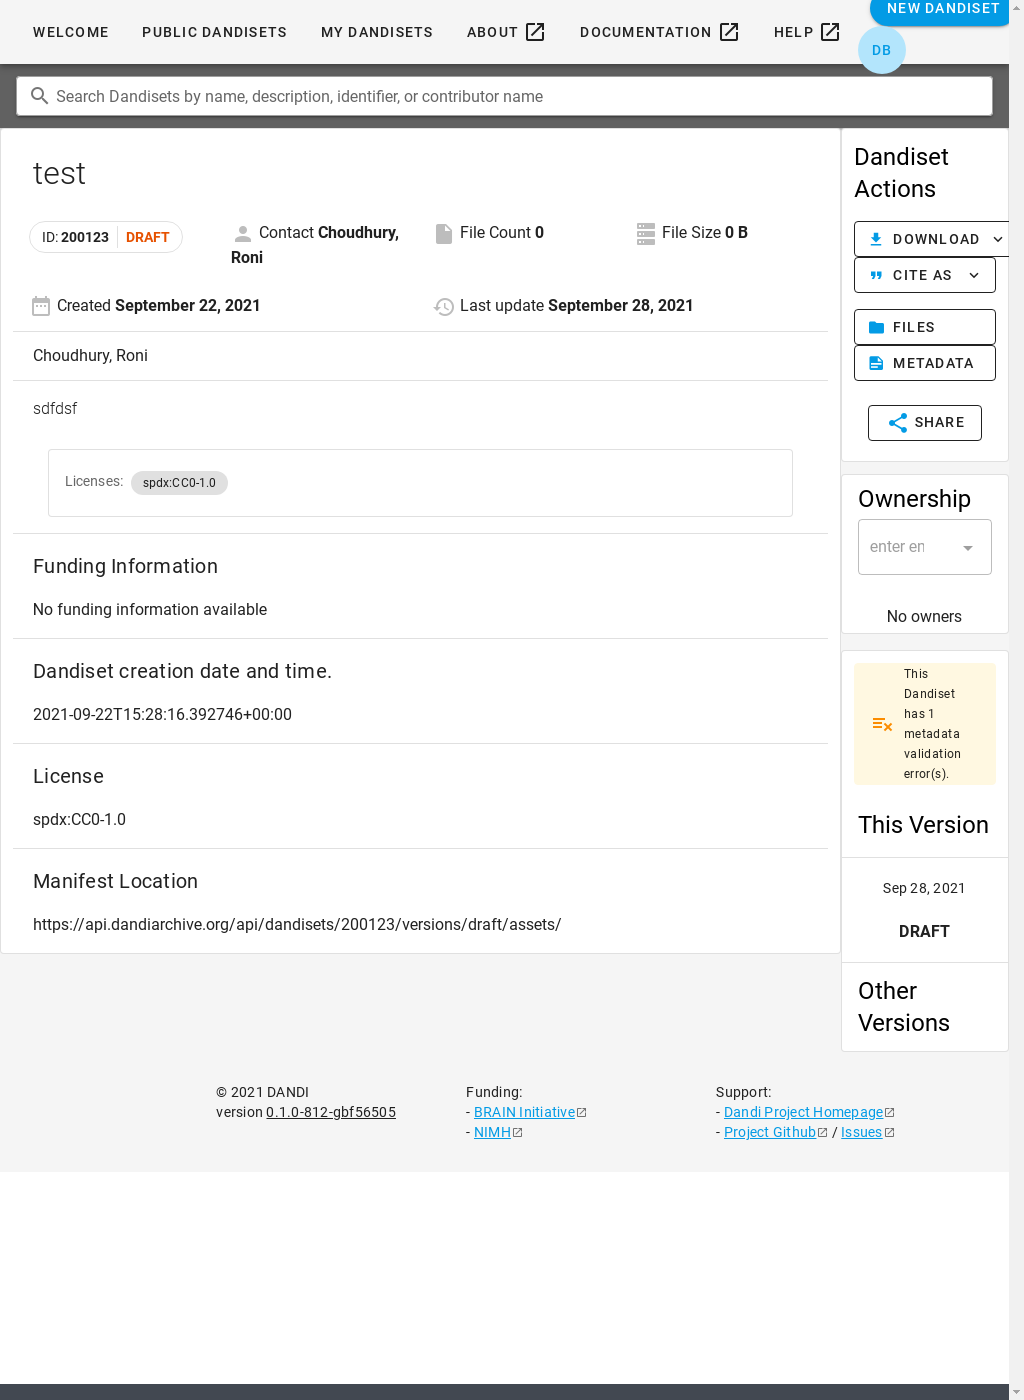 WELCOME PUBLIC DANDISETS MY DANDISETS ABOUT DOCUMENTATION HELP NEW DANDISET
DB
Search Dandisets by name, description, identifier, or contributor name
test
ID: 200123 DRAFT
Contact Choudhury, Roni
File Count 0
File Size 0 B
Created September 22, 2021
Last update September 28, 2021
Choudhury, Roni
sdfdsf
Licenses: spdx:CC0-1.0
Funding Information
No funding information available
Dandiset creation date and time.
2021-09-22T15:28:16.392746+00:00
License
spdx:CC0-1.0
Manifest Location
https://api.dandiarchive.org/api/dandisets/200123/versions/draft/assets/
Dandiset
Actions
DOWNLOAD
CITE AS
FILES
METADATA
SHARE
Ownership
enter en
No owners
This
Dandiset
has 1
metadata
validation
error(s).
This Version
Sep 28, 2021
DRAFT
Other
Versions
© 2021 DANDI
version 0.1.0-812-gbf56505
Funding:
- BRAIN Initiative
- NIMH
Support:
- Dandi Project Homepage
- Project Github / Issues